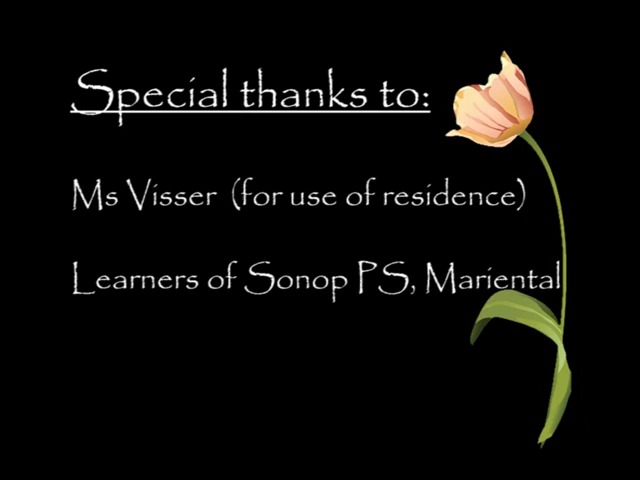 Special thanks to:
Ms Visser (for use of residence)
Learners of Sonop PS, Mariental